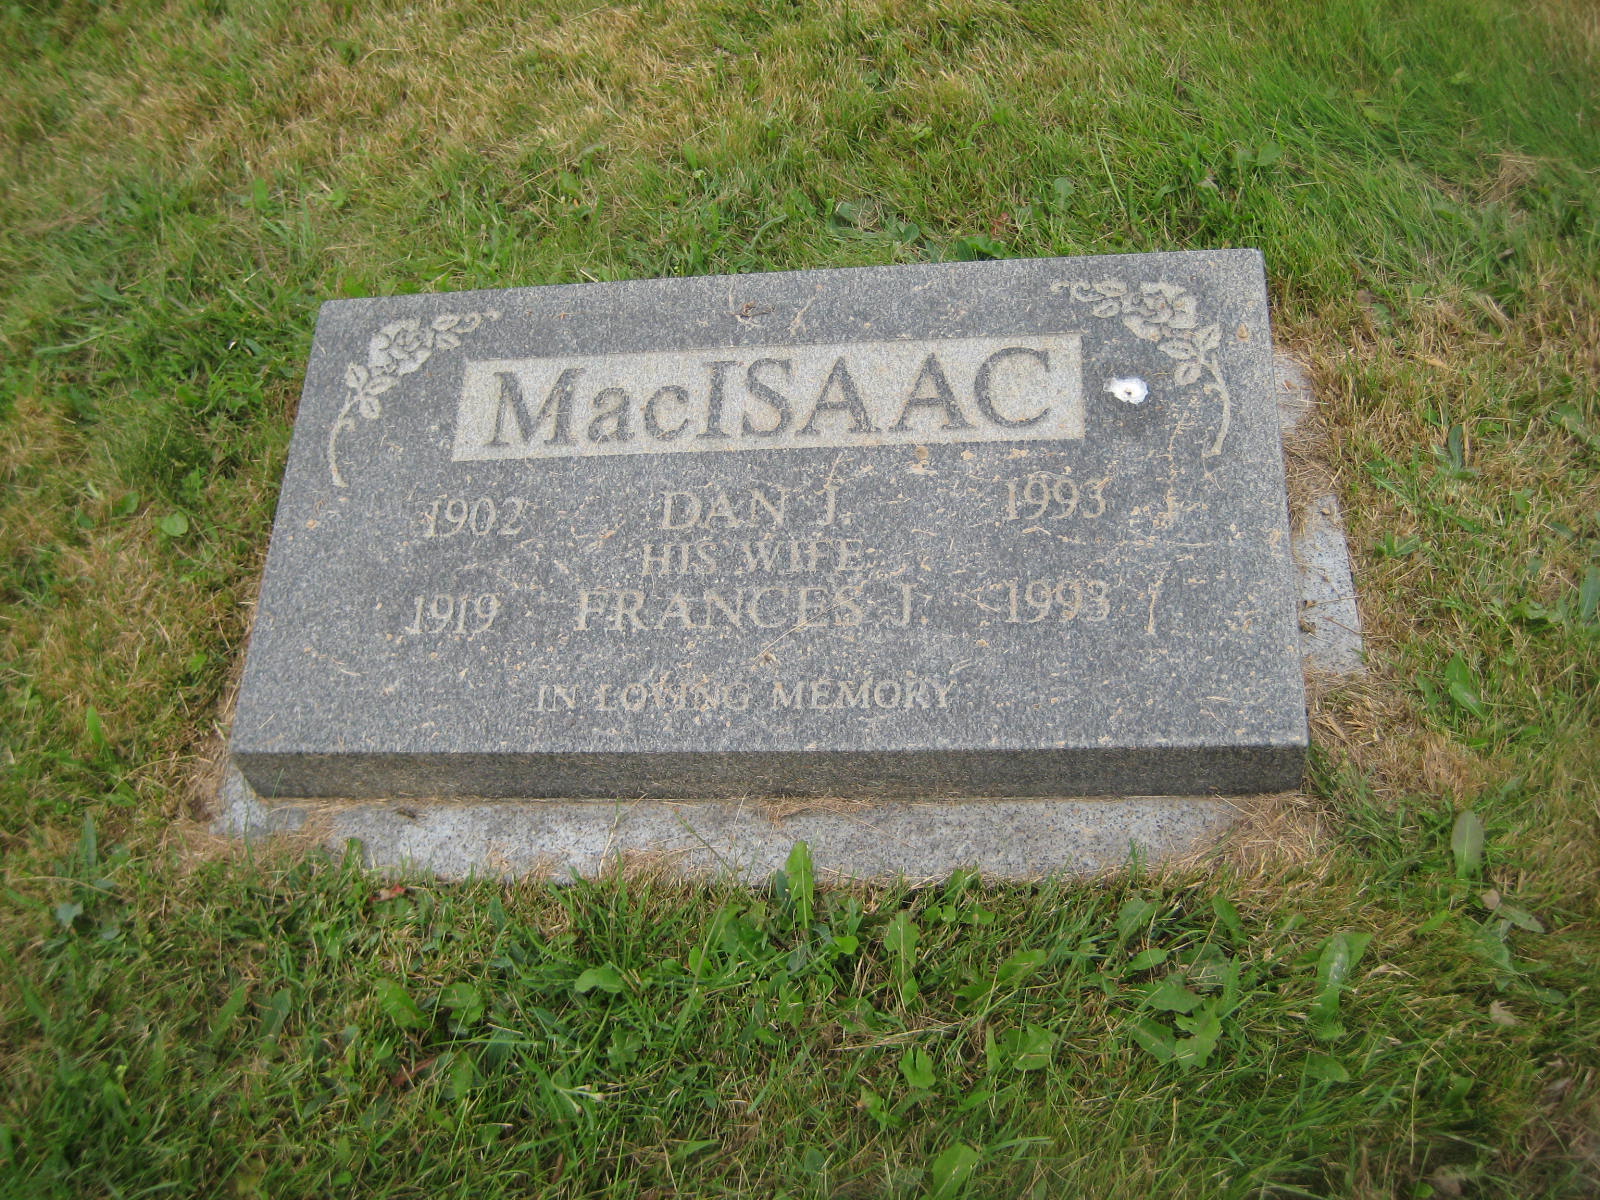 MacISAAC
1902 DAN J. 1993
HIS WIFE
1919 FRANCES J. 1993
IN LOVING MEMORY